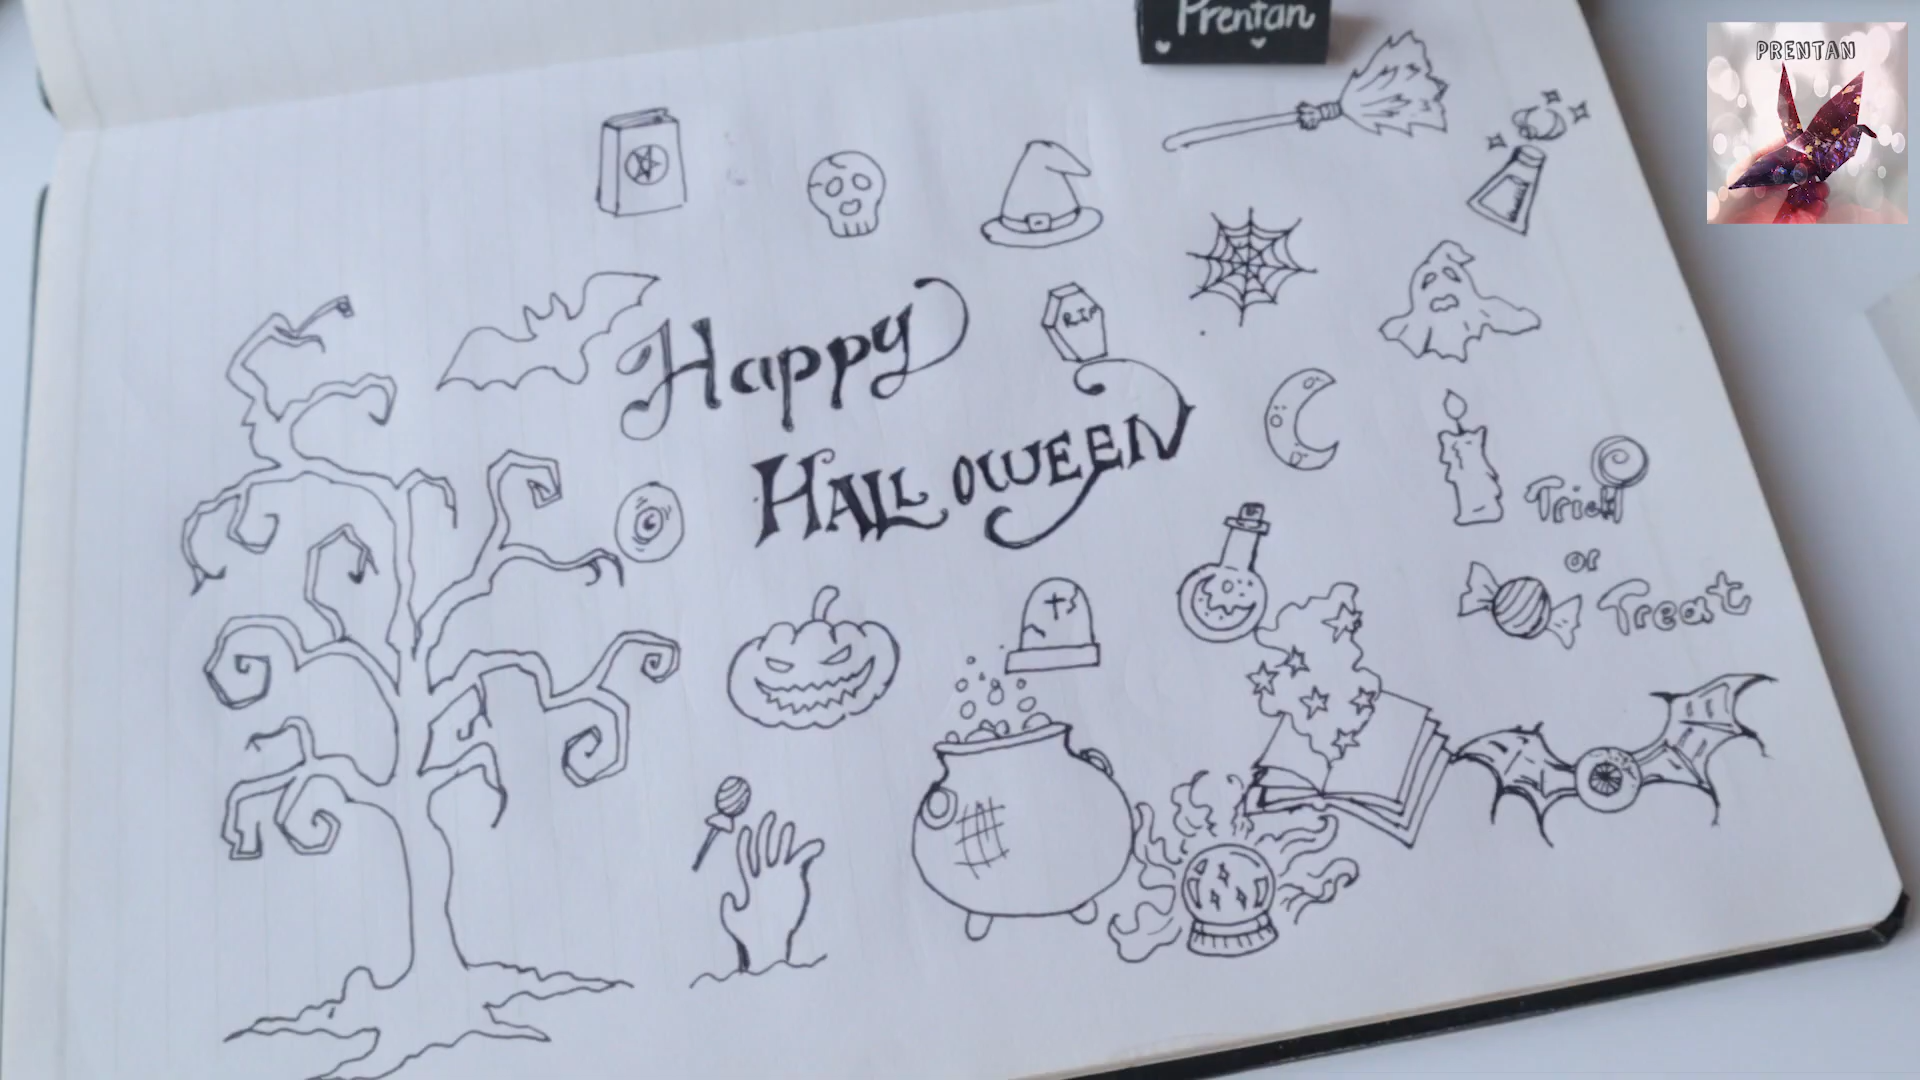 Prentan
PRENTAN
Happy
HALLOWEEN
RIP
Trick
or
Treat